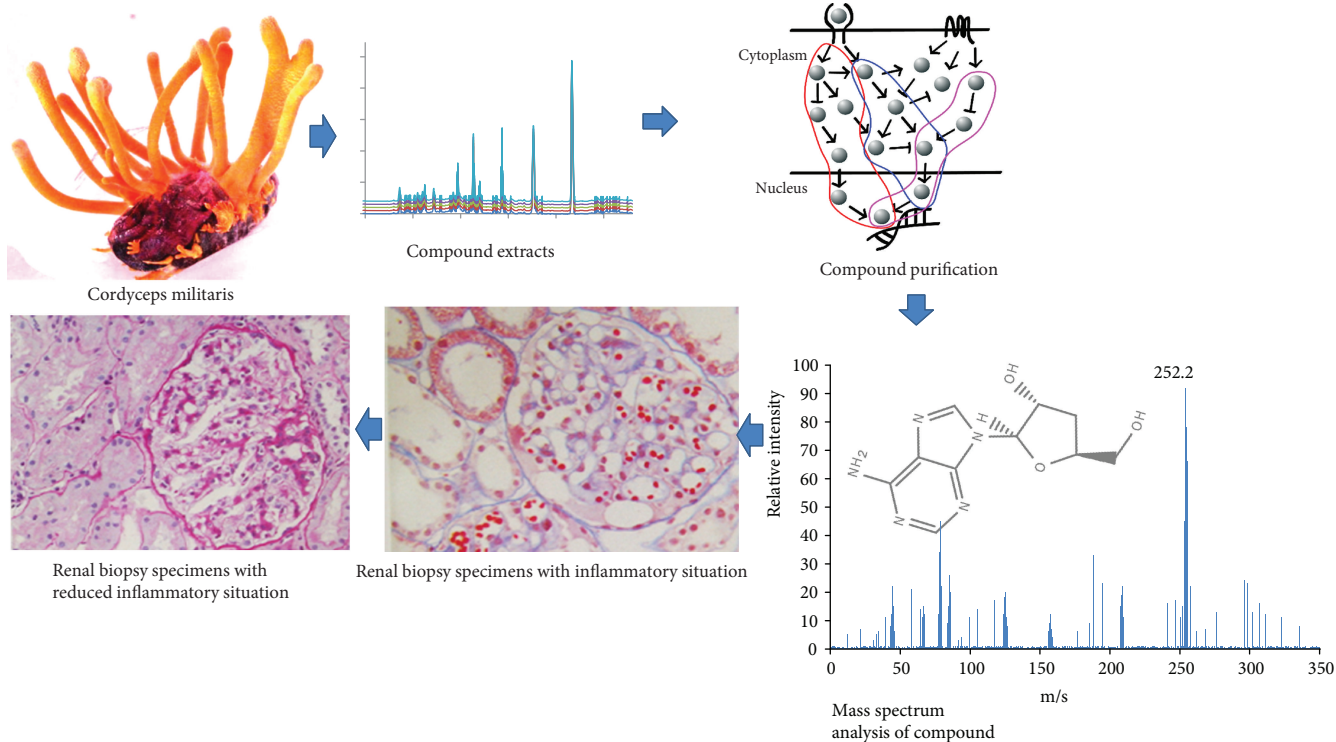 Cordyceps militaris
Compound extracts
Cytoplasm
Nucleus
Compound purification
Renal biopsy specimens with
reduced inflammatory situation
Renal biopsy specimens with inflammatory situation
Relative intensity
100
90
80
70
60
50
40
30
20
10
0
0 50 100 150 200 250 300 350
m/s
252.2
NH2
N
N
N
N
H
O
OH
OH
Mass spectrum
analysis of compound